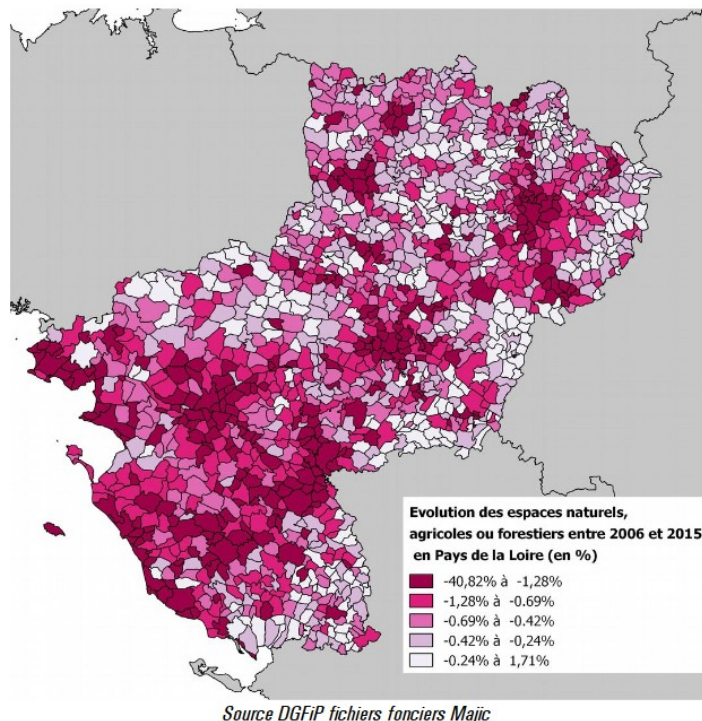 Evolution des espaces naturels,
agricoles ou forestiers entre 2006 et 2015
en Pays de la Loire (en %)
-40,82% à -1,28%
-1,28% à -0.69%
-0.69% à -0.42%
-0.42% à -0,24%
-0.24% à 1,71%
Source DGFiP fichiers fonciers Majic